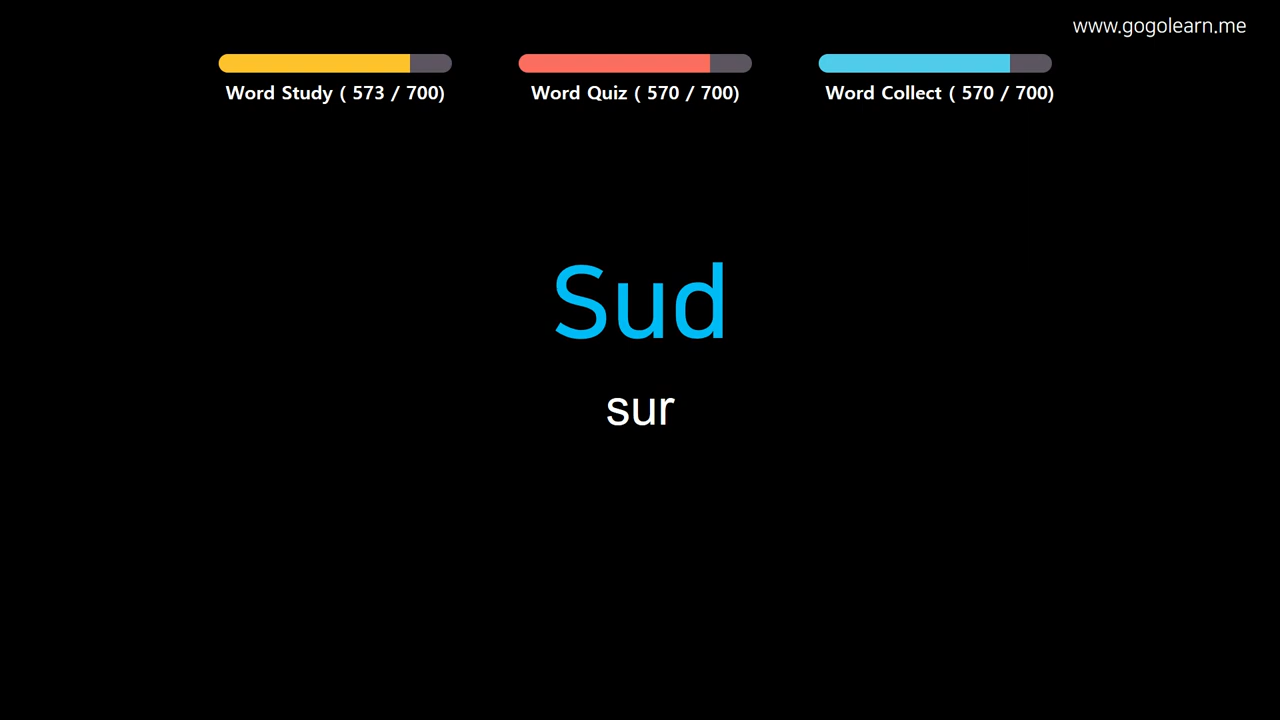 www.gogolearn.me
Word Study ( 573 / 700)
Word Quiz ( 570 / 700)
Word Collect ( 570 / 700)
Sud
sur